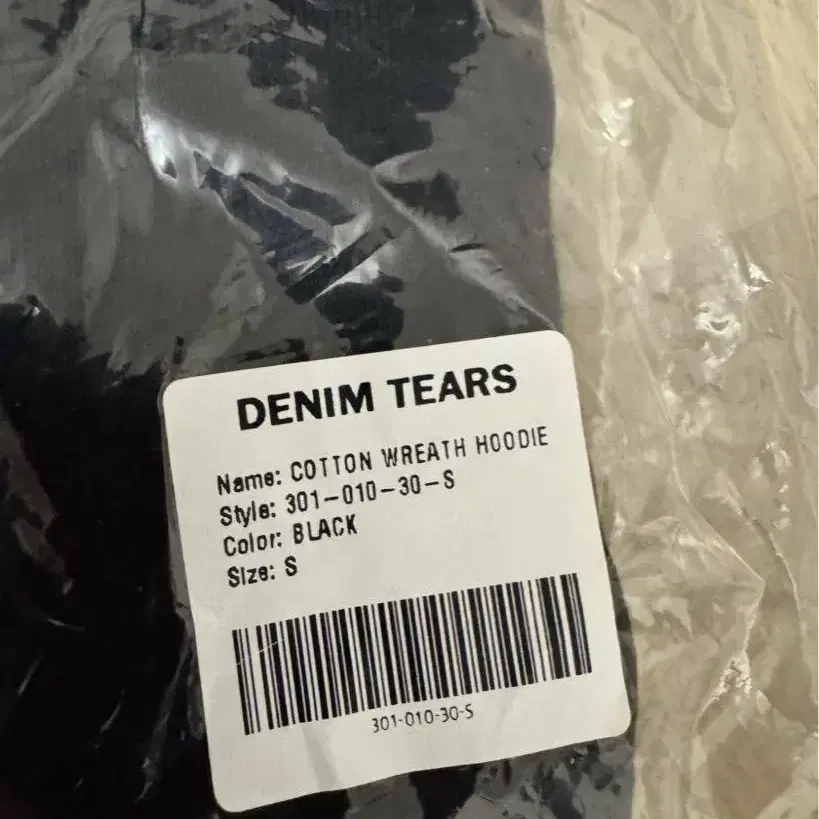 DENIM TEARS
Name: COTTON WREATH HOODIE
Style: 301-010-30-S
Color: BLACK
Size: S
301-010-30-S